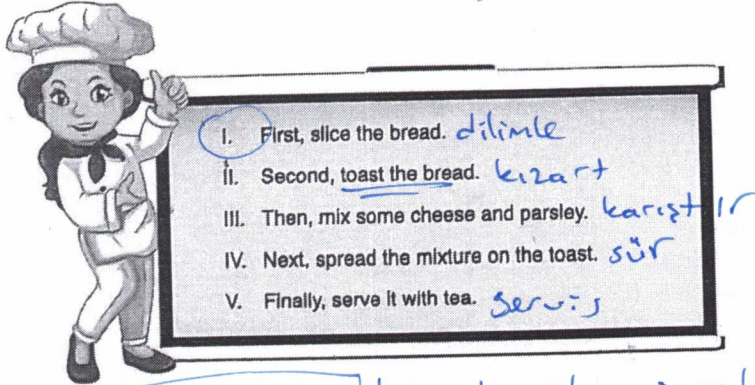 I. First, slice the bread. dilimle
II. Second, toast the bread. kızart
III. Then, mix some cheese and parsley. karıştır
IV. Next, spread the mixture on the toast. sür
V. Finally, serve it with tea. servis